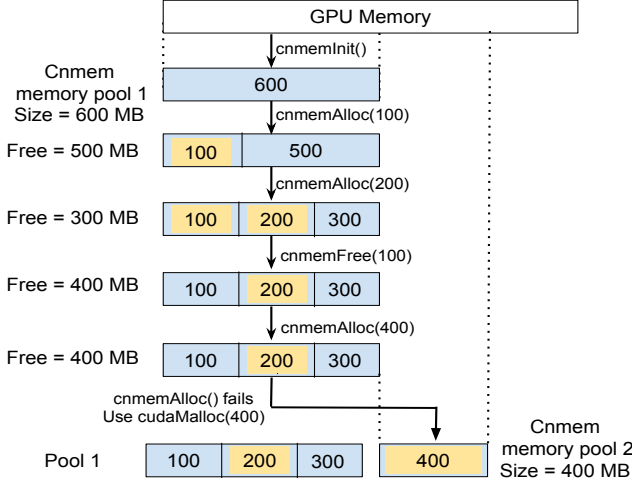 GPU Memory
cnmemInit()
Cnmem
memory pool 1
Size = 600 MB
600
cnmemAlloc(100)
Free = 500 MB
100
500
cnmemAlloc(200)
Free = 300 MB
100
200
300
cnmemFree(100)
Free = 400 MB
100
200
300
cnmemAlloc(400)
Free = 400 MB
100
200
300
cnmemAlloc() fails
Use cudaMalloc(400)
Pool 1
100
200
300
400
Cnmem
memory pool 2
Size = 400 MB